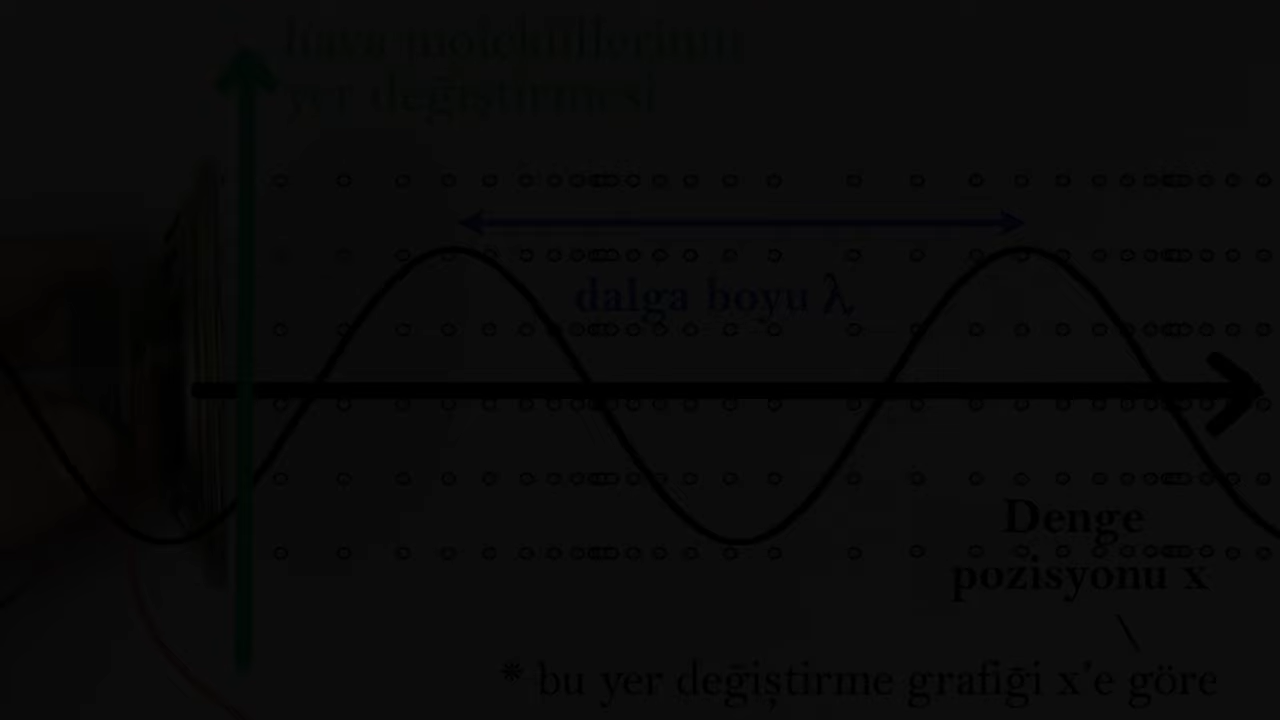 hava moleküllerinin
yer değiştirmesi
dalga boyu λ
Denge
pozisyonu x
* bu yer değiştirme grafiği x'e göre